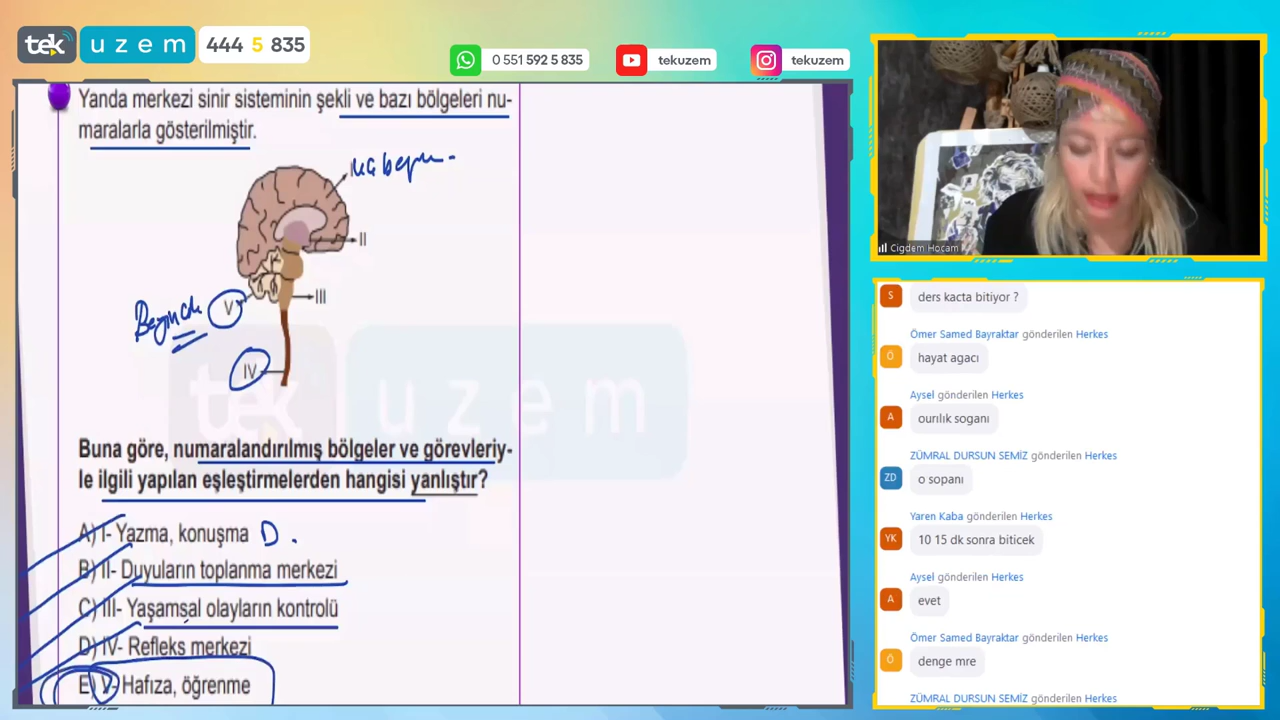 tek
uzem
444 5 835
0 551 592 5 835
tekuzem
tekuzem
Yanda merkezi sinir sisteminin şekli ve bazı bölgeleri nu-
maralarla gösterilmiştir.
II
III
V
IV
Beyincik
tek uzem
Buna göre, numaralandırılmış bölgeler ve görevleriy-
le ilgili yapılan eşleştirmelerden hangisi yanlıştır?
A) I- Yazma, konuşma D.
B) II- Duyuların toplanma merkezi
C) III- Yaşamsal olayların kontrolü
D) IV- Refleks merkezi
E) V- Hafıza, öğrenme
Cigdem Hocam
S
ders kacta bitiyor ?
Ömer Samed Bayraktar gönderilen Herkes
Ö
hayat agacı
Aysel gönderilen Herkes
A
ourılık soganı
ZÜMRAL DURSUN SEMİZ gönderilen Herkes
ZD
o sopanı
Yaren Kaba gönderilen Herkes
YK
10 15 dk sonra biticek
Aysel gönderilen Herkes
A
evet
Ömer Samed Bayraktar gönderilen Herkes
Ö
denge mre
ZÜMRAL DURSUN SEMİZ gönderilen Herkes